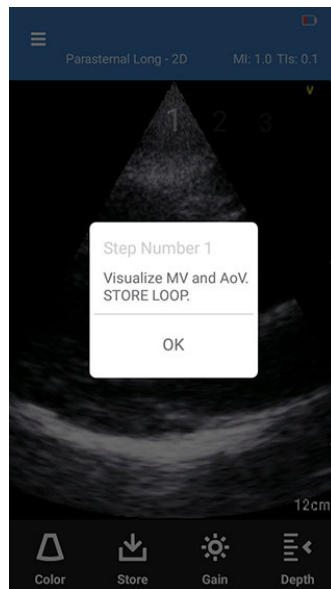 Parasternal Long - 2D MI: 1.0 TIs: 0.1
V
1 2 3
Step Number 1
Visualize MV and AoV.
STORE LOOP.
OK
12cm
Color Store Gain Depth